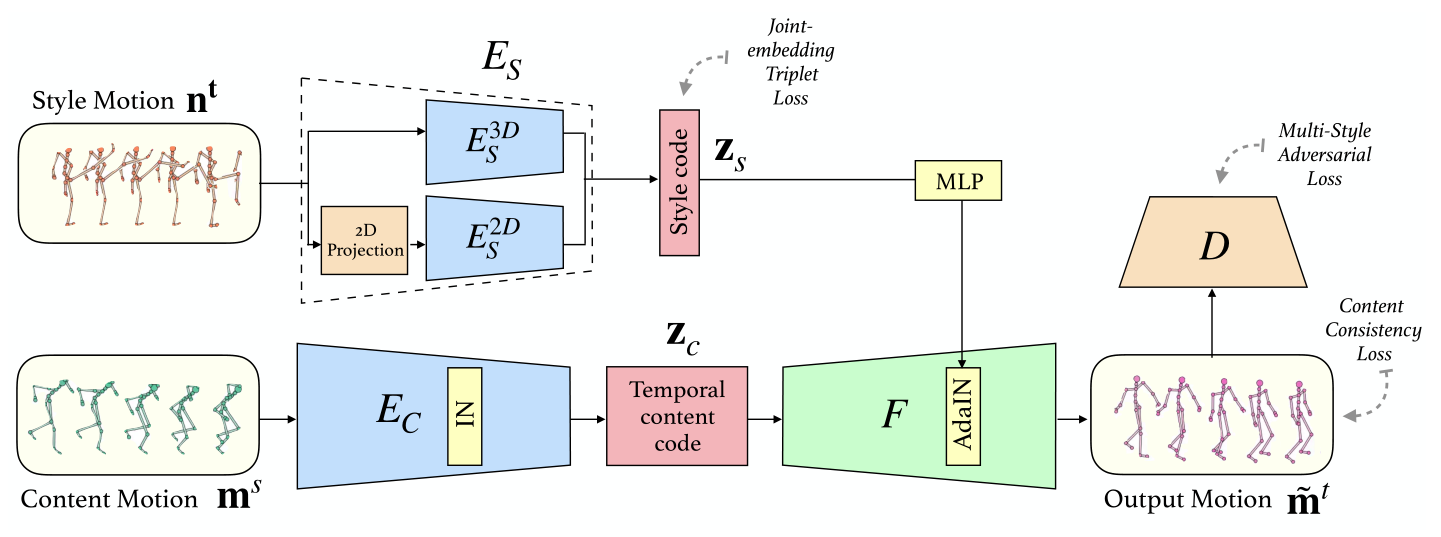 Style Motion n^t
E_S
E_S^{3D}
2D
Projection
E_S^{2D}
Style code
z_s
Joint-
embedding
Triplet
Loss
MLP
Multi-Style
Adversarial
Loss
D
Content
Consistency
Loss
E_C
IN
z_c
Temporal
content
code
F
AdaIN
Content Motion m^s
Output Motion m̃^t